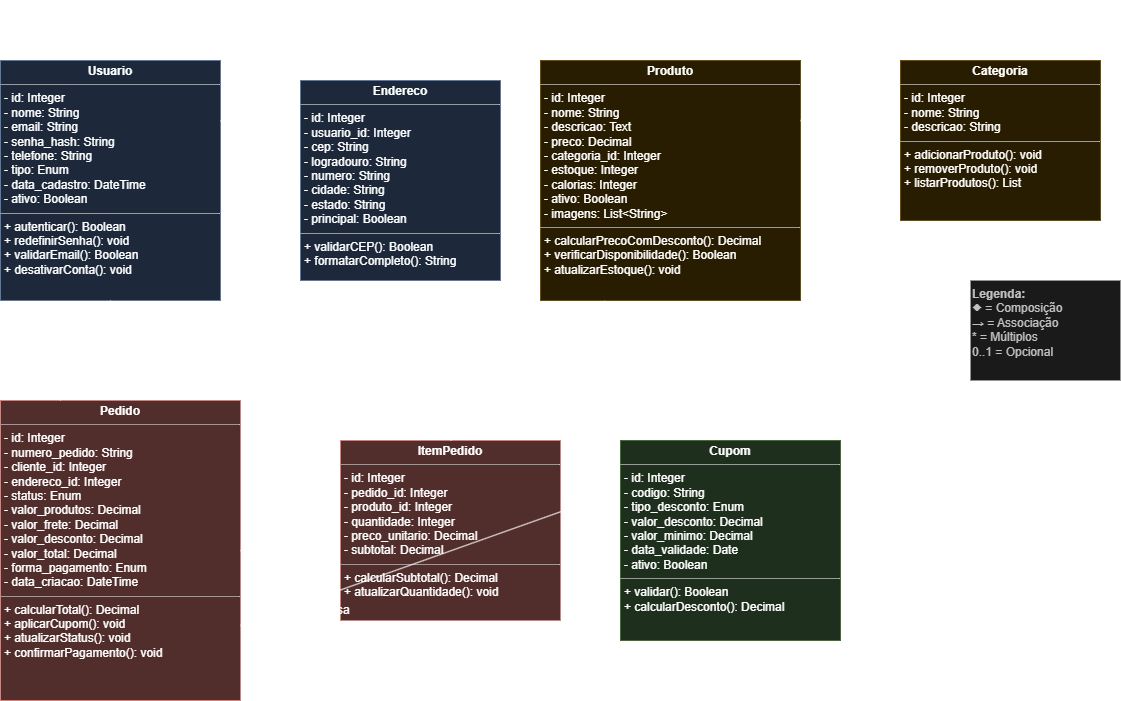 Usuario
- id: Integer
- nome: String
- email: String
- senha_hash: String
- telefone: String
- tipo: Enum
- data_cadastro: DateTime
- ativo: Boolean
+ autenticar(): Boolean
+ redefinirSenha(): void
+ validarEmail(): Boolean
+ desativarConta(): void
Endereco
- id: Integer
- usuario_id: Integer
- cep: String
- logradouro: String
- numero: String
- cidade: String
- estado: String
- principal: Boolean
+ validarCEP(): Boolean
+ formatarCompleto(): String
Produto
- id: Integer
- nome: String
- descricao: Text
- preco: Decimal
- categoria_id: Integer
- estoque: Integer
- calorias: Integer
- ativo: Boolean
- imagens: List<String>
+ calcularPrecoComDesconto(): Decimal
+ verificarDisponibilidade(): Boolean
+ atualizarEstoque(): void
Categoria
- id: Integer
- nome: String
- descricao: String
+ adicionarProduto(): void
+ removerProduto(): void
+ listarProdutos(): List
Legenda:
◆ = Composição
→ = Associação
* = Múltiplos
0..1 = Opcional
Pedido
- id: Integer
- numero_pedido: String
- cliente_id: Integer
- endereco_id: Integer
- status: Enum
- valor_produtos: Decimal
- valor_frete: Decimal
- valor_desconto: Decimal
- valor_total: Decimal
- forma_pagamento: Enum
- data_criacao: DateTime
+ calcularTotal(): Decimal
+ aplicarCupom(): void
+ atualizarStatus(): void
+ confirmarPagamento(): void
ItemPedido
- id: Integer
- pedido_id: Integer
- produto_id: Integer
- quantidade: Integer
- preco_unitario: Decimal
- subtotal: Decimal
+ calcularSubtotal(): Decimal
+ atualizarQuantidade(): void
sa
Cupom
- id: Integer
- codigo: String
- tipo_desconto: Enum
- valor_desconto: Decimal
- valor_minimo: Decimal
- data_validade: Date
- ativo: Boolean
+ validar(): Boolean
+ calcularDesconto(): Decimal